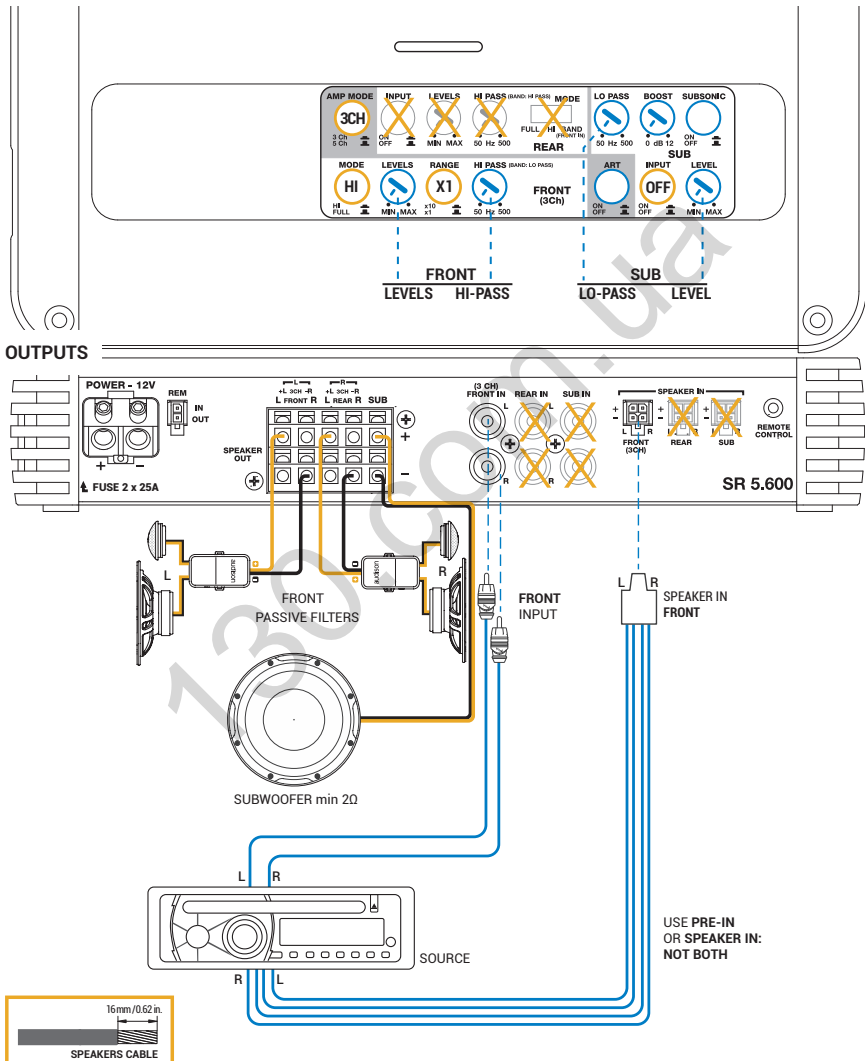 AMP MODE INPUT LEVELS HI PASS (BAND: HI PASS) MODE LO PASS BOOST SUBSONIC
3CH
3 Ch ON FULL HI BAND ON
5 Ch OFF MIN MAX 50 Hz 500 (FRONT IN) 50 Hz 500 0 dB 12 OFF
REAR SUB
MODE LEVELS RANGE HI PASS (BAND: LO PASS) ART INPUT LEVEL
HI X1 FRONT OFF
(3Ch)
HI x10 ON ON
FULL MIN MAX x1 50 Hz 500 OFF OFF MIN MAX
FRONT SUB
LEVELS HI-PASS LO-PASS LEVEL
OUTPUTS
POWER - 12V
REM
IN
OUT
+ -
FUSE 2 x 25A
L R
+L 3CH -R +L 3CH -R
L FRONT R L REAR R SUB
SPEAKER
OUT
+
-
(3 CH)
FRONT IN REAR IN SUB IN
L L
R R
SPEAKER IN
+ + +
- - -
L R L R L R
FRONT
(3CH) REAR SUB
REMOTE
CONTROL
SR 5.600
L audison audison R
FRONT
PASSIVE FILTERS
FRONT
INPUT
L R
SPEAKER IN
FRONT
SUBWOOFER min 2Ω
L R
SOURCE
R L
USE PRE-IN
OR SPEAKER IN:
NOT BOTH
16mm/0.62 in.
SPEAKERS CABLE
130.com.ua